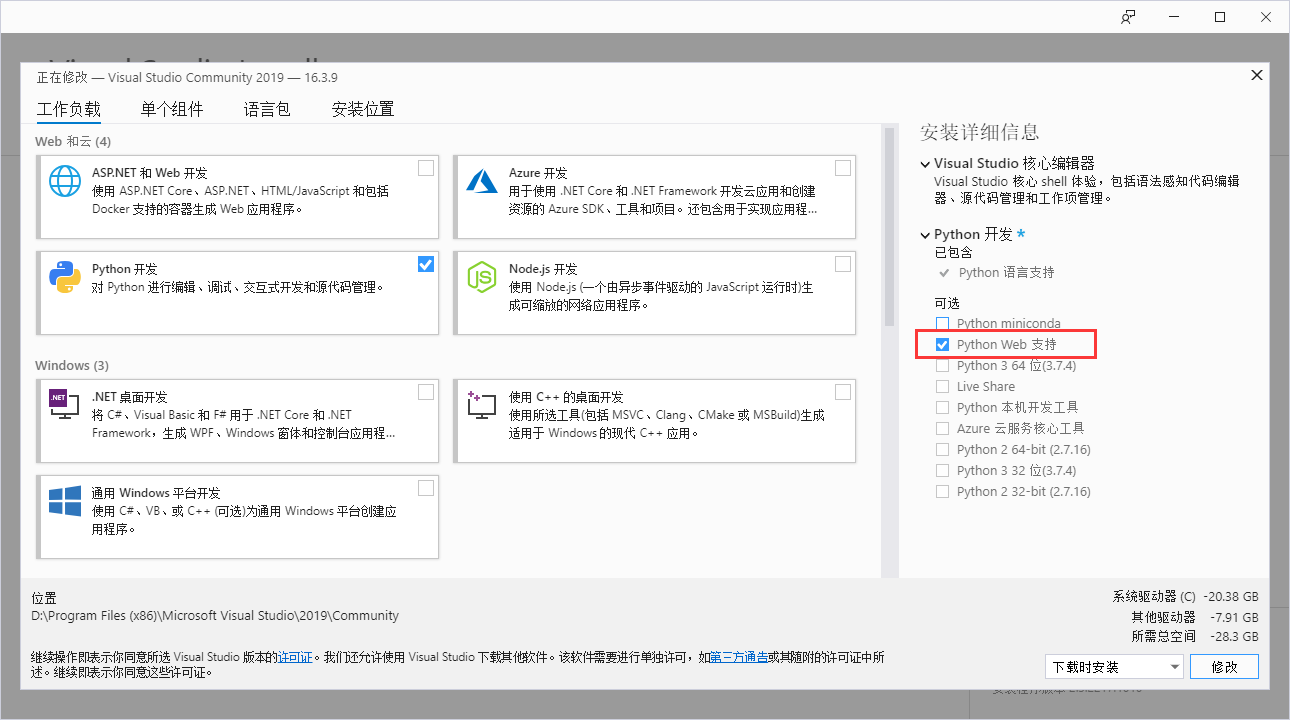 正在修改 — Visual Studio Community 2019 — 16.3.9
工作负载
单个组件
语言包
安装位置
Web 和云 (4)
ASP.NET 和 Web 开发
使用 ASP.NET Core、ASP.NET、HTML/JavaScript 和包括
Docker 支持的容器生成 Web 应用程序。
Azure 开发
用于使用 .NET Core 和 .NET Framework 开发云应用和创建
资源的 Azure SDK、工具和项目。还包含用于实现应用程...
Python 开发
对 Python 进行编辑、调试、交互式开发和源代码管理。
Node.js 开发
使用 Node.js (一个由异步事件驱动的 JavaScript 运行时)生
成可缩放的网络应用程序。
Windows (3)
.NET
.NET 桌面开发
将 C#、Visual Basic 和 F# 用于 .NET Core 和 .NET
Framework，生成 WPF、Windows 窗体和控制台应用程...
使用 C++ 的桌面开发
使用所选工具(包括 MSVC、Clang、CMake 或 MSBuild)生成
适用于 Windows 的现代 C++ 应用。
通用 Windows 平台开发
使用 C#、VB、或 C++ (可选)为通用 Windows 平台创建应
用程序。
安装详细信息
Visual Studio 核心编辑器
Visual Studio 核心 shell 体验，包括语法感知代码编辑
器、源代码管理和工作项管理。
Python 开发 *
已包含
Python 语言支持
可选
Python miniconda
Python Web 支持
Python 3 64 位(3.7.4)
Live Share
Python 本机开发工具
Azure 云服务核心工具
Python 2 64-bit (2.7.16)
Python 3 32 位(3.7.4)
Python 2 32-bit (2.7.16)
位置
D:\Program Files (x86)\Microsoft Visual Studio\2019\Community
系统驱动器 (C) -20.38 GB
其他驱动器 -7.91 GB
所需总空间 -28.3 GB
继续操作即表示你同意所选 Visual Studio 版本的许可证。我们还允许使用 Visual Studio 下载其他软件。该软件需要进行单独许可，如第三方通告或其随附的许可证中所
述。继续即表示你同意这些许可证。
下载时安装
修改